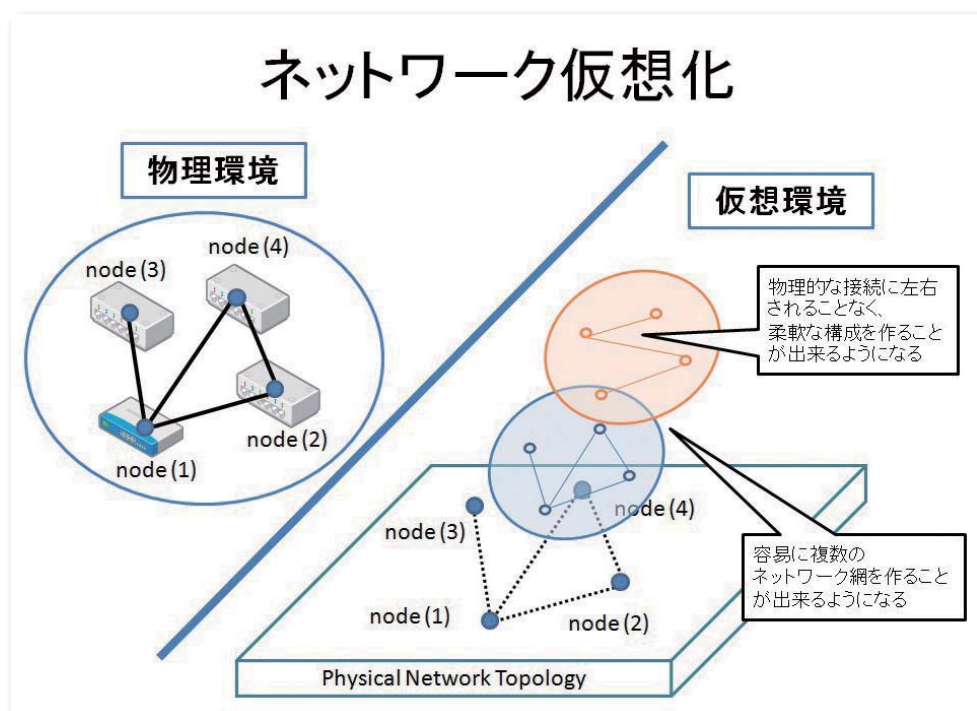 ネットワーク仮想化
物理環境
node (4)
node (3)
node (2)
node (1)
仮想環境
物理的な接続に左右
されることなく、
柔軟な構成を作ること
が出来るようになる
node (4)
node (3)
node (1)
node (2)
容易に複数の
ネットワーク網を作ること
が出来るようになる
Physical Network Topology